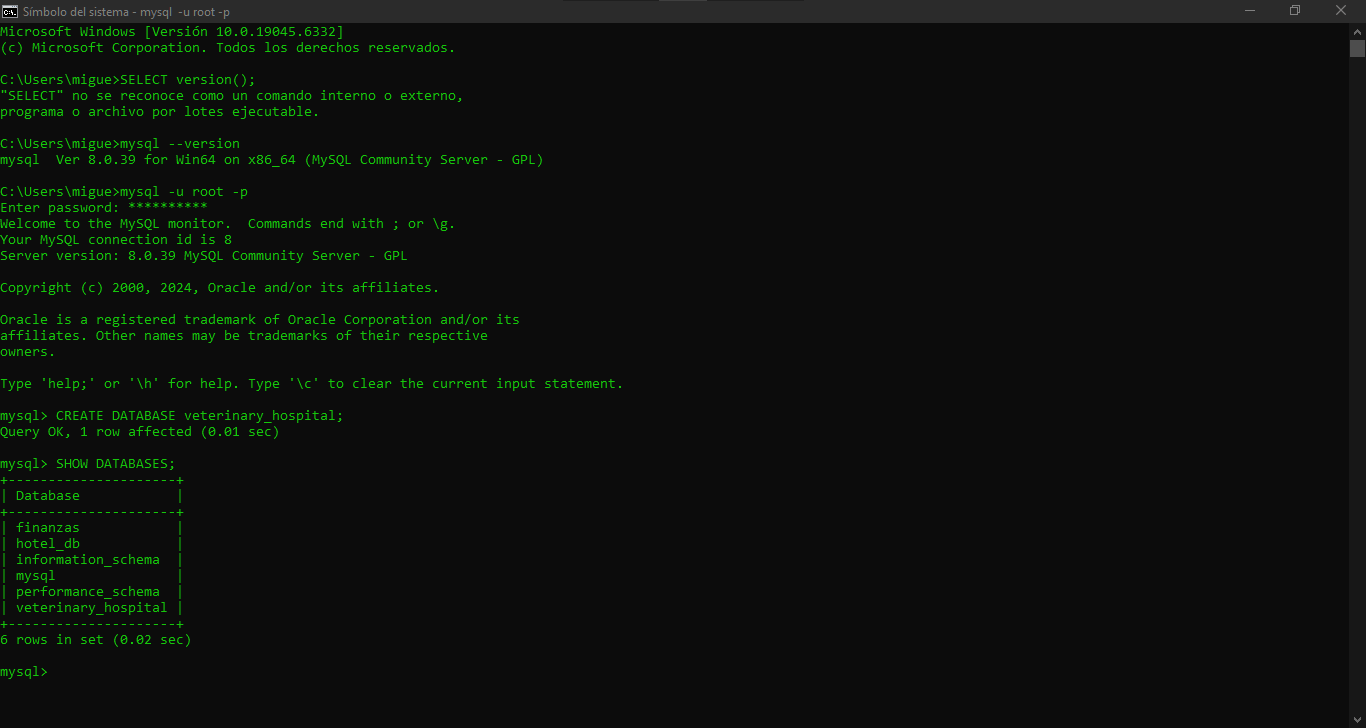 Símbolo del sistema - mysql  -u root -p
Microsoft Windows [Versión 10.0.19045.6332]
(c) Microsoft Corporation. Todos los derechos reservados.
C:\Users\migue>SELECT version();
"SELECT" no se reconoce como un comando interno o externo,
programa o archivo por lotes ejecutable.
C:\Users\migue>mysql --version
mysql  Ver 8.0.39 for Win64 on x86_64 (MySQL Community Server - GPL)
C:\Users\migue>mysql -u root -p
Enter password: **********
Welcome to the MySQL monitor.  Commands end with ; or \g.
Your MySQL connection id is 8
Server version: 8.0.39 MySQL Community Server - GPL
Copyright (c) 2000, 2024, Oracle and/or its affiliates.
Oracle is a registered trademark of Oracle Corporation and/or its
affiliates. Other names may be trademarks of their respective
owners.
Type 'help;' or '\h' for help. Type '\c' to clear the current input statement.
mysql> CREATE DATABASE veterinary_hospital;
Query OK, 1 row affected (0.01 sec)
mysql> SHOW DATABASES;
+---------------------+
| Database            |
+---------------------+
| finanzas            |
| hotel_db            |
| information_schema  |
| mysql               |
| performance_schema  |
| veterinary_hospital |
+---------------------+
6 rows in set (0.02 sec)
mysql>